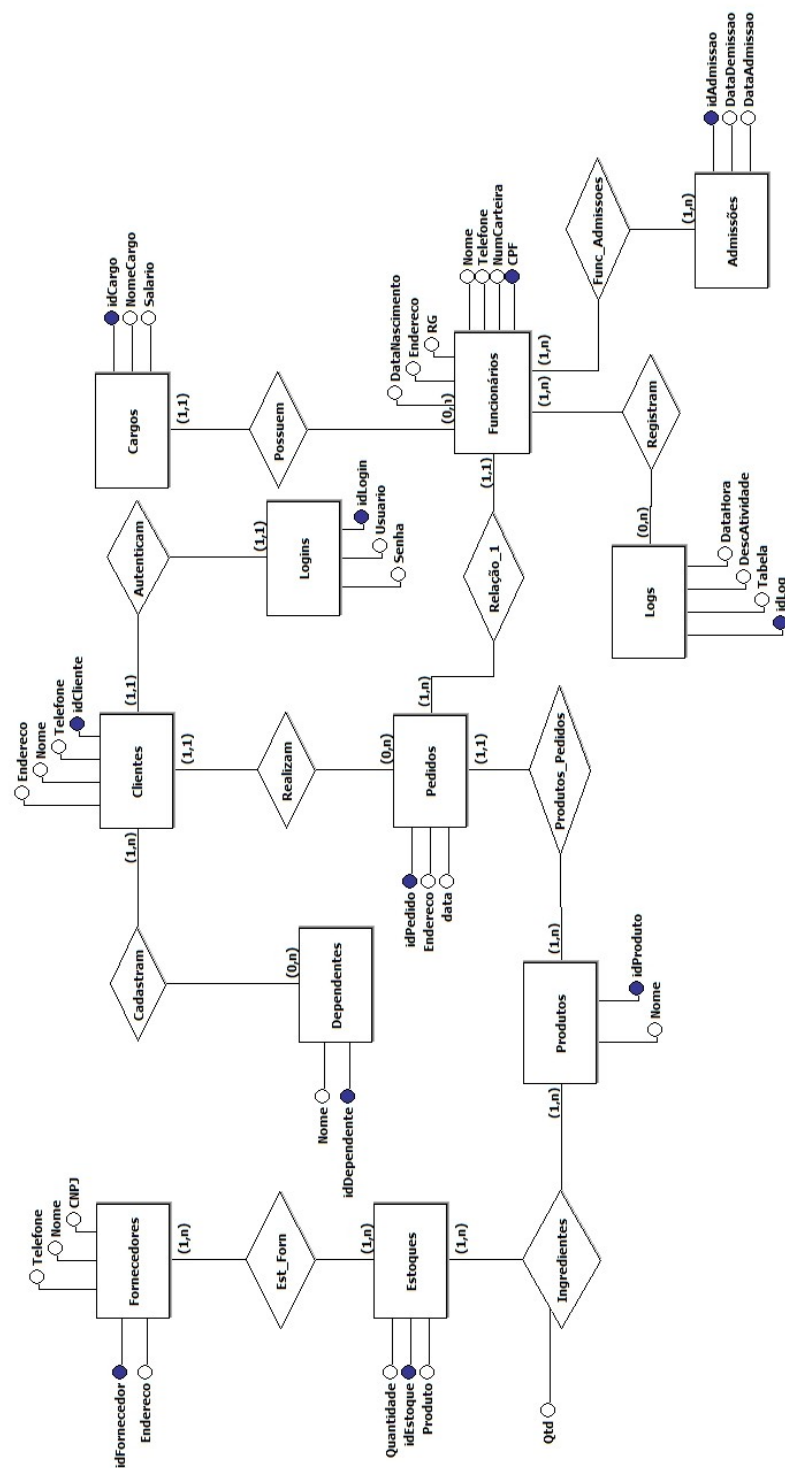 Telefone
Nome
CNPJ
Fornecedores
idFornecedor
Endereco
(1,n)
Est_Forn
(1,n)
Estoques
Quantidade
idEstoque
Produto
(1,n)
Ingredientes
Qtd
(1,n)
Produtos
idProduto
Nome
(1,n)
Produtos_Pedidos
(1,1)
Endereco
Nome
Telefone
idCliente
Clientes
(1,n)
Cadastram
(0,n)
Dependentes
Nome
idDependente
(1,1)
Realizam
(0,n)
Pedidos
idPedido
Endereco
data
(1,n)
Relação_1
(1,1)
(1,1)
Autenticam
(1,1)
Logins
idLogin
Usuario
Senha
Cargos
idCargo
NomeCargo
Salario
(1,1)
Possuem
(0,n)
DataNascimento
Endereco
RG
Funcionários
Nome
Telefone
NumCarteira
CPF
(1,n)
(1,n)
Registram
(0,n)
Logs
DataHora
DescAtividade
Tabela
idLog
Func_Admissoes
(1,n)
Admissões
idAdmissao
DataDemissao
DataAdmissao